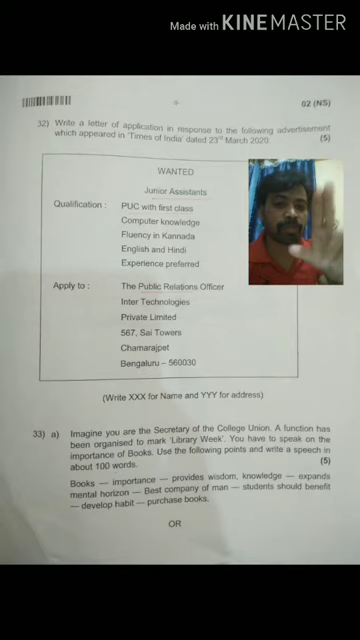 Made with KINEMASTER
62 (NS)
32) Write a letter of application in response to the following advertisement
which appeared in 'Times of India' dated 23rd March 2020. (5)
WANTED
Junior Assistants
Qualification : PUC with first class
Computer knowledge
Fluency in Kannada
English and Hindi
Experience preferred
Apply to : The Public Relations Officer
Inter Technologies
Private Limited
567, Sai Towers
Chamarajpet
Bengaluru – 560030
(Write XXX for Name and YYY for address)
33) a) Imagine you are the Secretary of the College Union. A function has
been organised to mark 'Library Week'. You have to speak on the
importance of Books. Use the following points and write a speech in
about 100 words. (5)
Books — importance — provides wisdom, knowledge — expands
mental horizon — Best company of man — students should benefit
— develop habit — purchase books.
OR